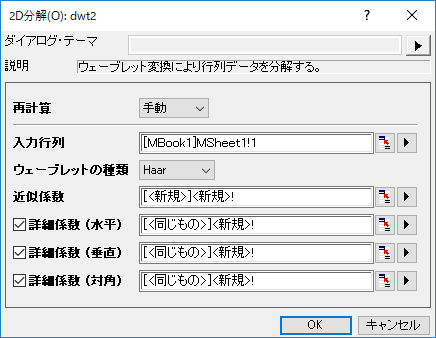 2D分解(O): dwt2
ダイアログ・テーマ
説明 ウェーブレット変換により行列データを分解する。
再計算 手動
入力行列 [MBook1]MSheet1!1
ウェーブレットの種類 Haar
近似係数 [<新規>]<新規>!
詳細係数 (水平) [<同じもの>]<新規>!
詳細係数 (垂直) [<同じもの>]<新規>!
詳細係数 (対角) [<同じもの>]<新規>!
OK キャンセル